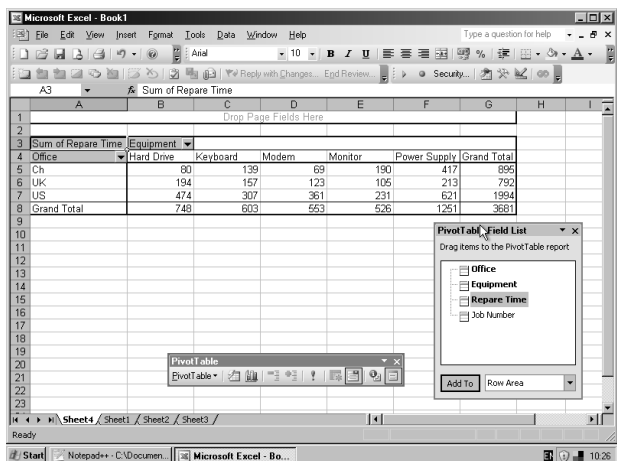 Microsoft Excel - Book1
File Edit View Insert Format Tools Data Window Help Type a question for help
Arial 10 B I U %
Reply with Changes... End Review... Security...
A3 fx Sum of Repare Time
A B C D E F G H I
1 Drop Page Fields Here
2
3 Sum of Repare Time Equipment
4 Office Hard Drive Keyboard Modem Monitor Power Supply Grand Total
5 Ch 80 139 69 190 417 895
6 UK 194 157 123 105 213 792
7 US 474 307 361 231 621 1994
8 Grand Total 748 603 553 526 1251 3681
9
10
11
12
13
14
15
16
17
18
19
20
21
22
23
PivotTable Field List
Drag items to the PivotTable report
Office
Equipment
Repare Time
Job Number
Add To Row Area
PivotTable
PivotTable
Sheet4 Sheet1 Sheet2 Sheet3
Ready
Start Notepad++ - C:\Documen... Microsoft Excel - Bo... 10:26